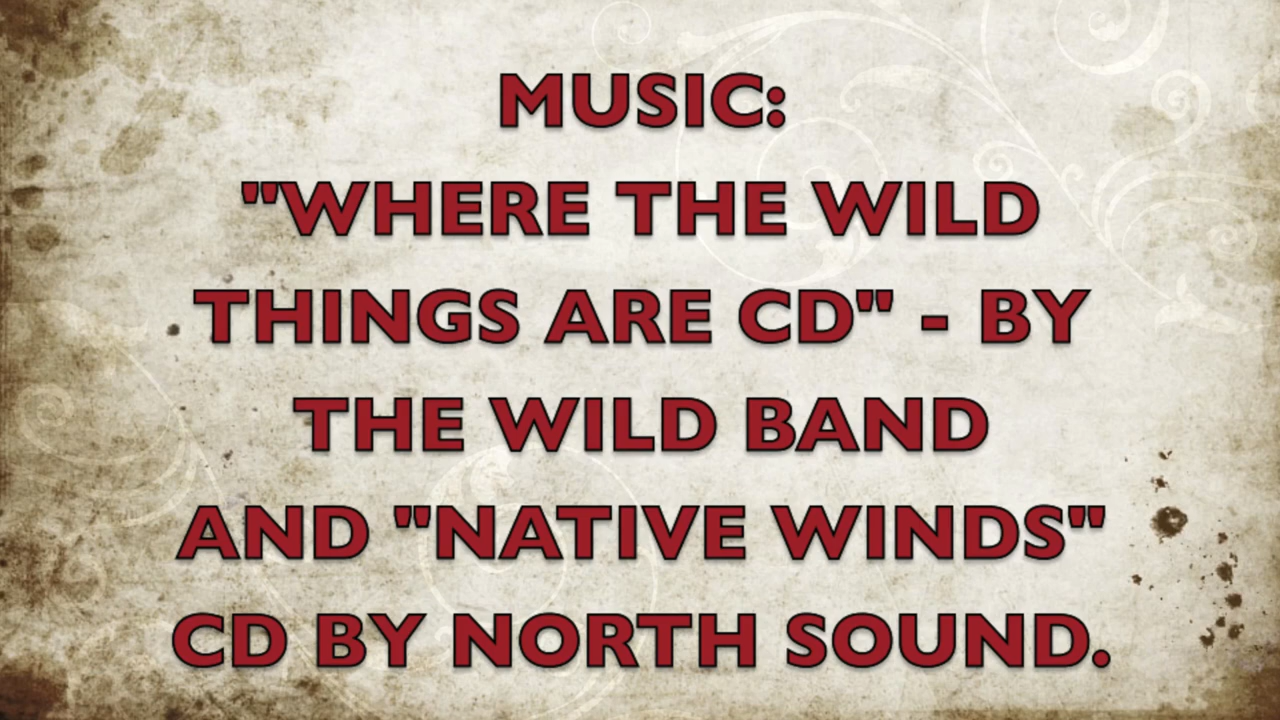 MUSIC:
"WHERE THE WILD
THINGS ARE CD" - BY
THE WILD BAND
AND "NATIVE WINDS"
CD BY NORTH SOUND.